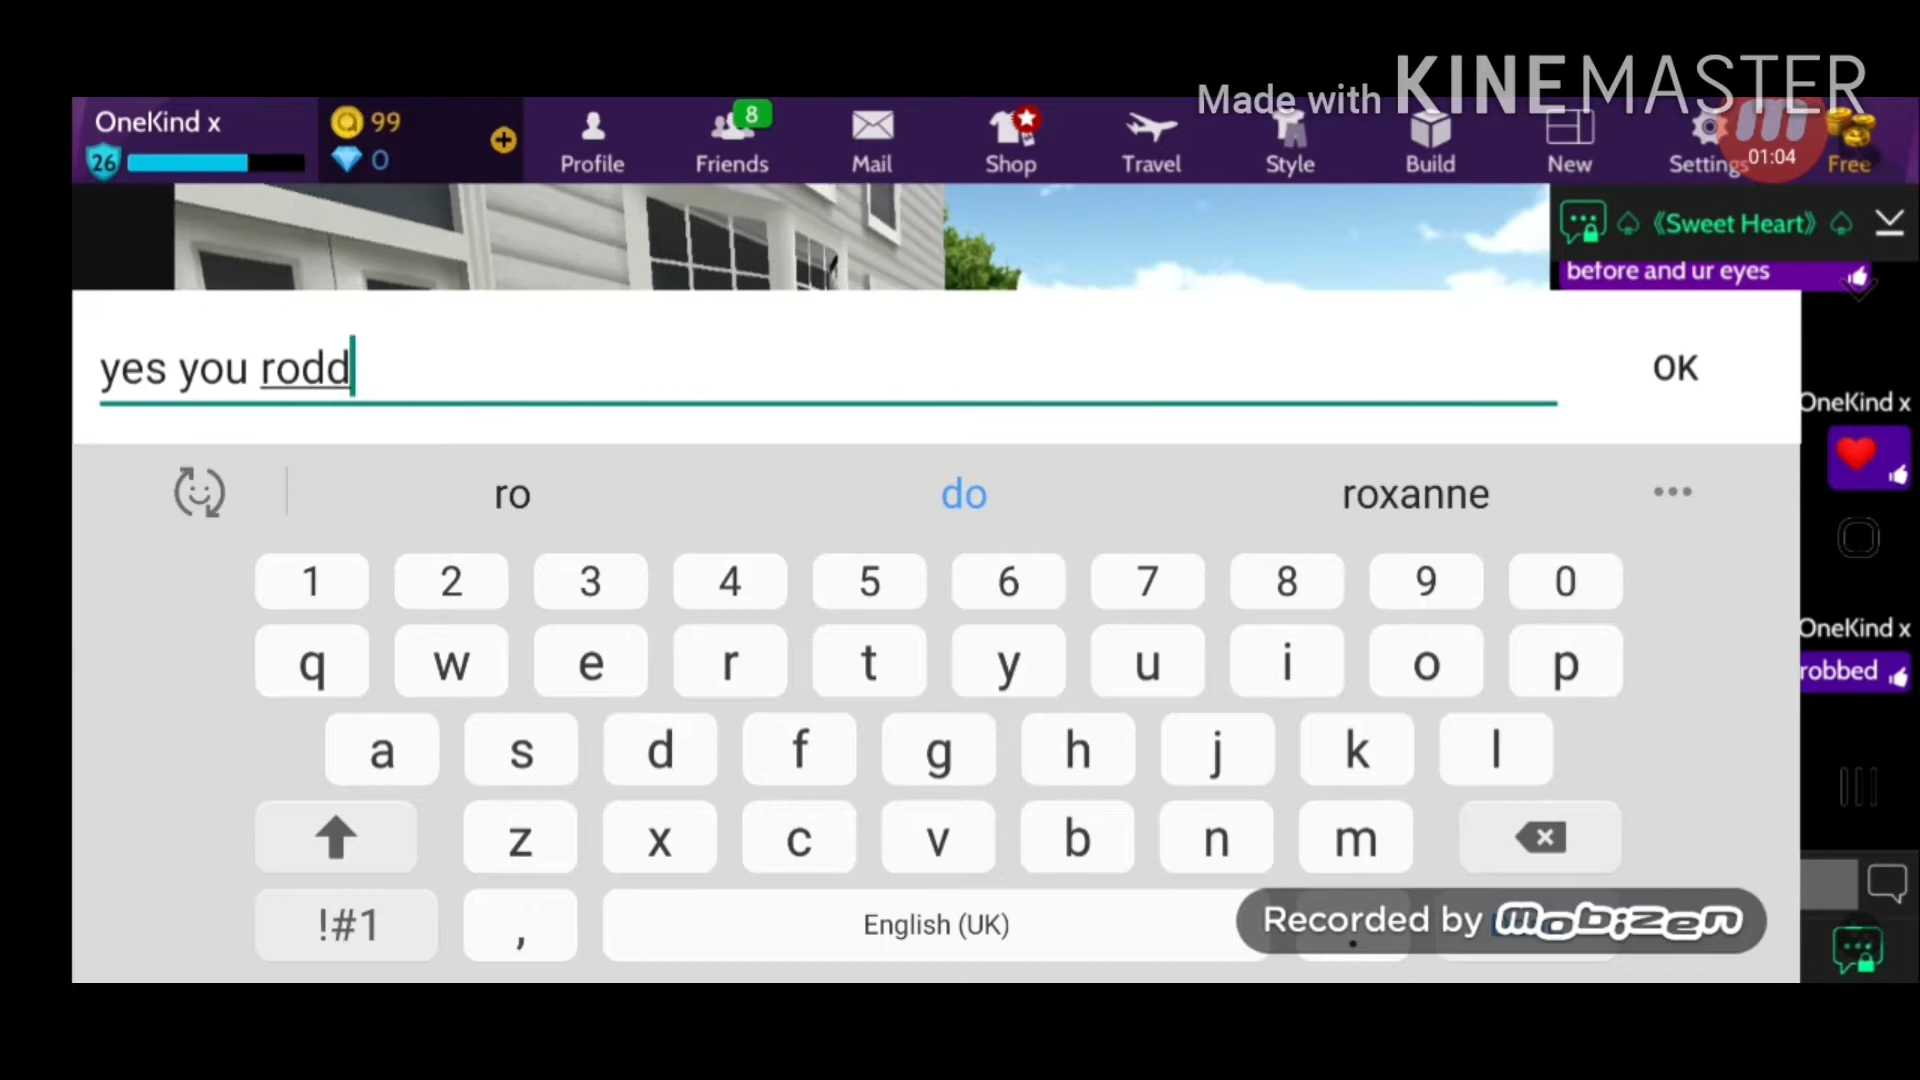 Made with KINEMASTER
OneKind x
26
99
0
Profile
8
Friends
Mail
Shop
Travel
Style
Build
New
Settings
01:04
Free
《Sweet Heart》
before and ur eyes
yes you rodd
OK
OneKind x
ro do roxanne
1 2 3 4 5 6 7 8 9 0
OneKind x
q w e r t y u i o p
robbed
a s d f g h j k l
z x c v b n m
!#1 , English (UK) .
Recorded by mobizen